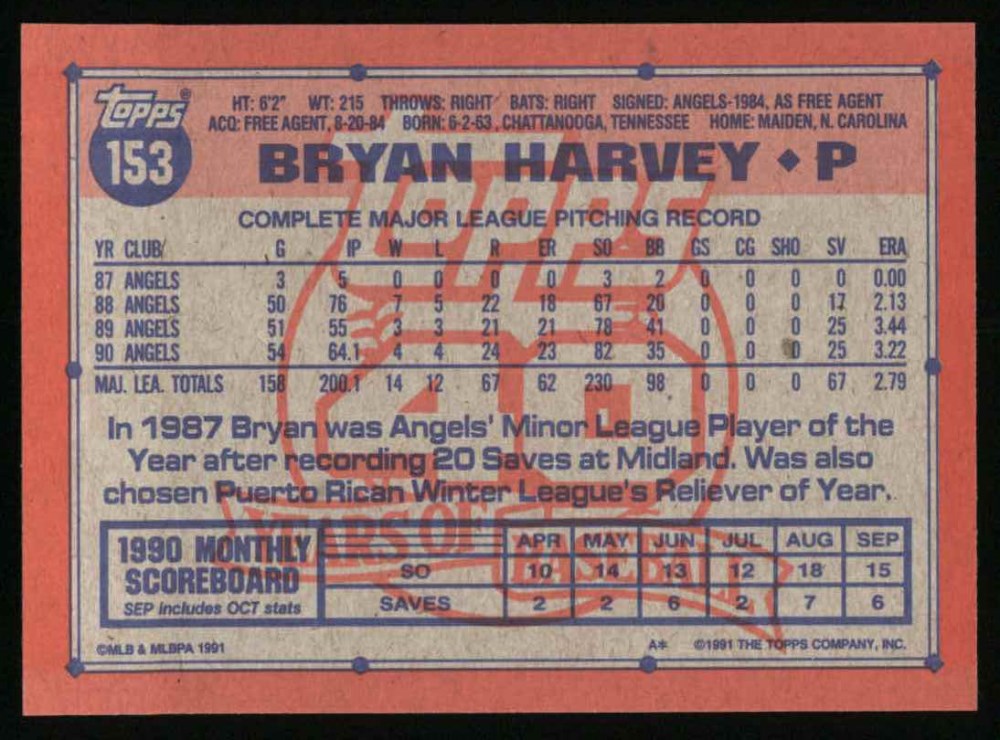 TOPPS®
153
HT: 6'2" WT: 215 THROWS: RIGHT BATS: RIGHT SIGNED: ANGELS-1984, AS FREE AGENT
ACQ: FREE AGENT, 8-20-84 BORN: 6-2-63, CHATTANOOGA, TENNESSEE HOME: MAIDEN, N. CAROLINA
BRYAN HARVEY ◆ P
TOPPS
40
YEARS OF BASEBALL
COMPLETE MAJOR LEAGUE PITCHING RECORD
YR CLUB G IP W L R ER SO BB GS CG SHO SV ERA
87 ANGELS 3 5 0 0 0 0 3 2 0 0 0 0 0.00
88 ANGELS 50 76 7 5 22 18 67 20 0 0 0 17 2.13
89 ANGELS 51 55 3 3 21 21 78 41 0 0 0 25 3.44
90 ANGELS 54 64.1 4 4 24 23 82 35 0 0 0 25 3.22
MAJ. LEA. TOTALS 158 200.1 14 12 67 62 230 98 0 0 0 67 2.79
In 1987 Bryan was Angels' Minor League Player of the
Year after recording 20 Saves at Midland. Was also
chosen Puerto Rican Winter League's Reliever of Year.
1990 MONTHLY
SCOREBOARD
SEP includes OCT stats
APR MAY JUN JUL AUG SEP
SO 10 14 13 12 18 15
SAVES 2 2 6 2 7 6
©MLB & MLBPA 1991 A* ©1991 THE TOPPS COMPANY, INC.